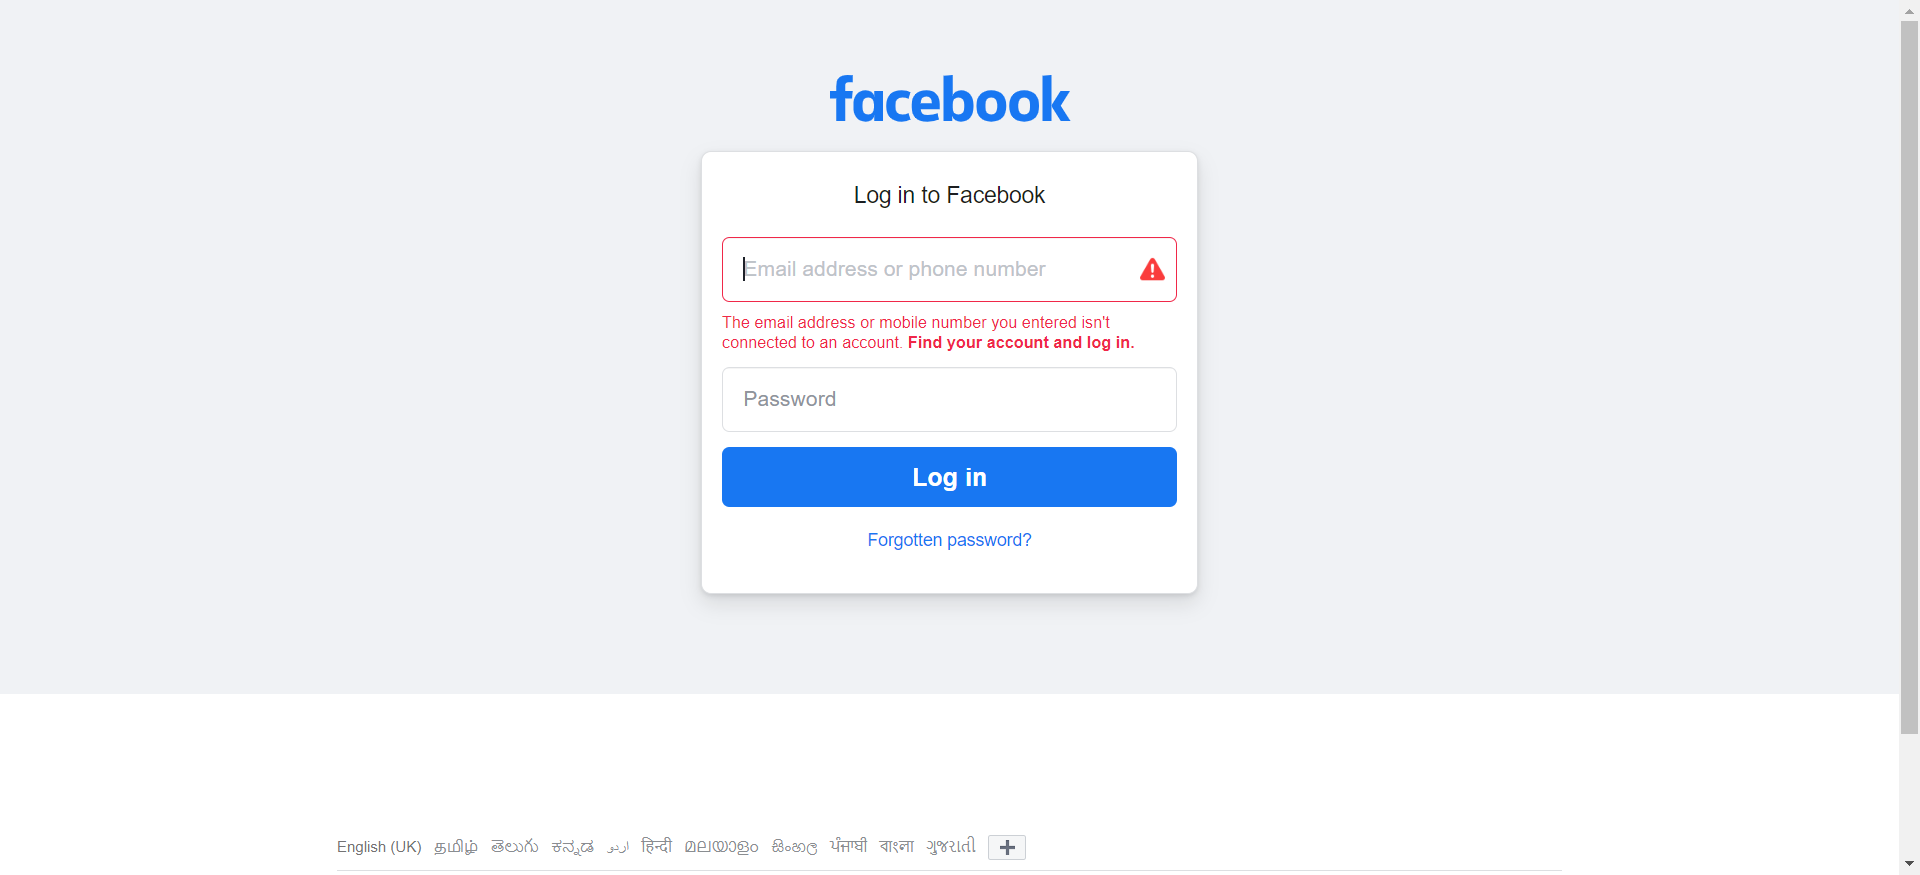 facebook
Log in to Facebook
Email address or phone number
The email address or mobile number you entered isn't
connected to an account. Find your account and log in.
Password
Log in
Forgotten password?
English (UK) தமிழ் తెలుగు ಕನ್ನಡ اردو हिन्दी മലയാളം සිංහල ਪੰਜਾਬੀ বাংলা ગુજરાતી